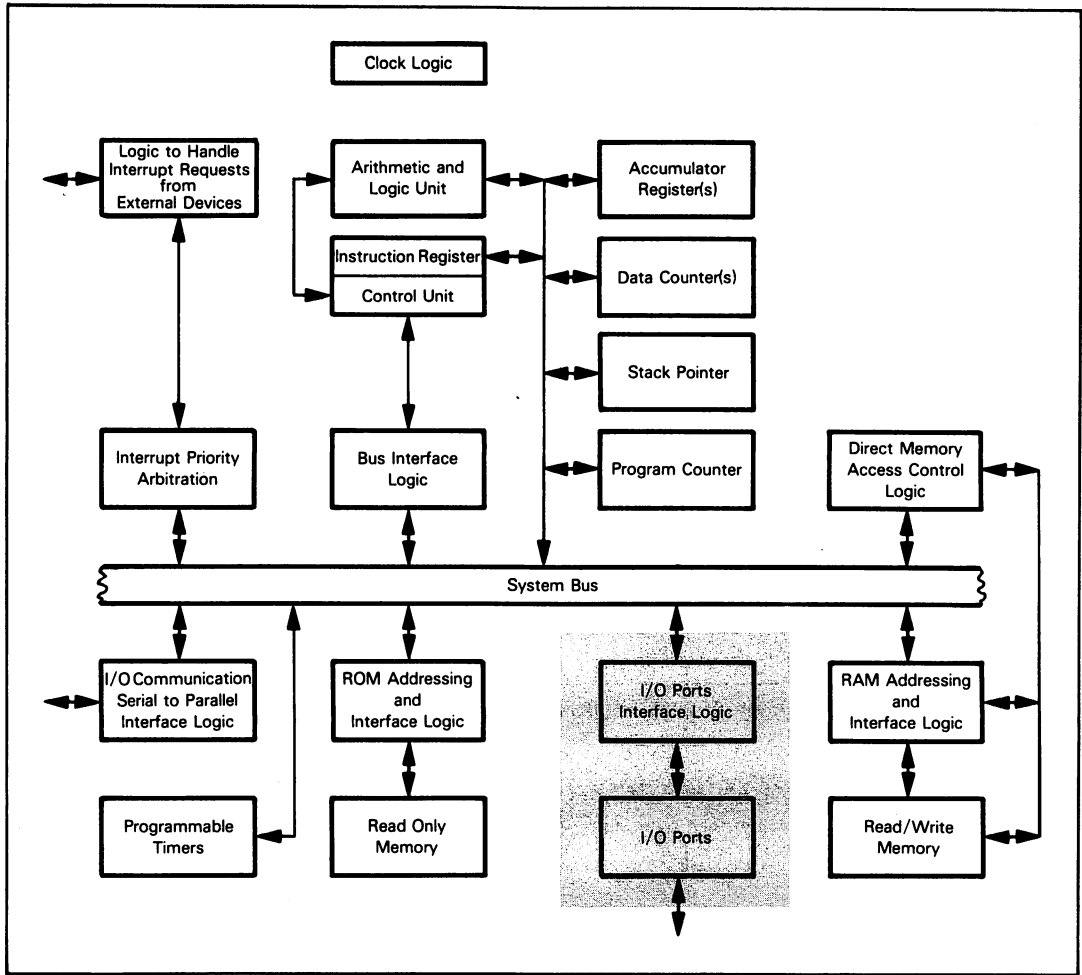 Clock Logic
Logic to Handle
Interrupt Requests
from
External Devices
Arithmetic and
Logic Unit
Accumulator
Register(s)
Instruction Register
Control Unit
Data Counter(s)
Stack Pointer
Interrupt Priority
Arbitration
Bus Interface
Logic
Program Counter
Direct Memory
Access Control
Logic
System Bus
I/O Communication
Serial to Parallel
Interface Logic
ROM Addressing
and
Interface Logic
I/O Ports
Interface Logic
RAM Addressing
and
Interface Logic
Programmable
Timers
Read Only
Memory
I/O Ports
Read/Write
Memory